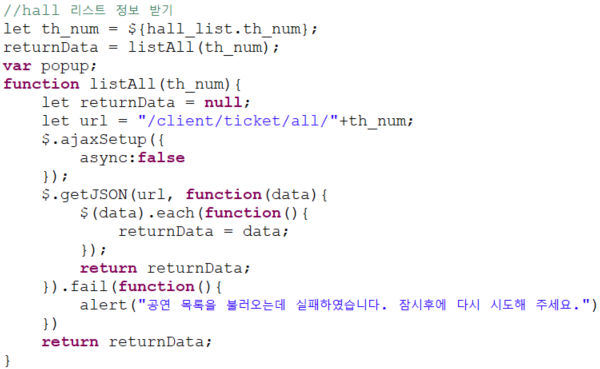 //hall 리스트 정보 받기
let th_num = ${hall_list.th_num};
returnData = listAll(th_num);
var popup;
function listAll(th_num){
    let returnData = null;
    let url = "/client/ticket/all/"+th_num;
    $.ajaxSetup({
        async:false
    });
    $.getJSON(url, function(data){
        $(data).each(function(){
            returnData = data;
        });
        return returnData;
    }).fail(function(){
        alert("공연 목록을 불러오는데 실패하였습니다. 잠시후에 다시 시도해 주세요.")
    })
    return returnData;
}